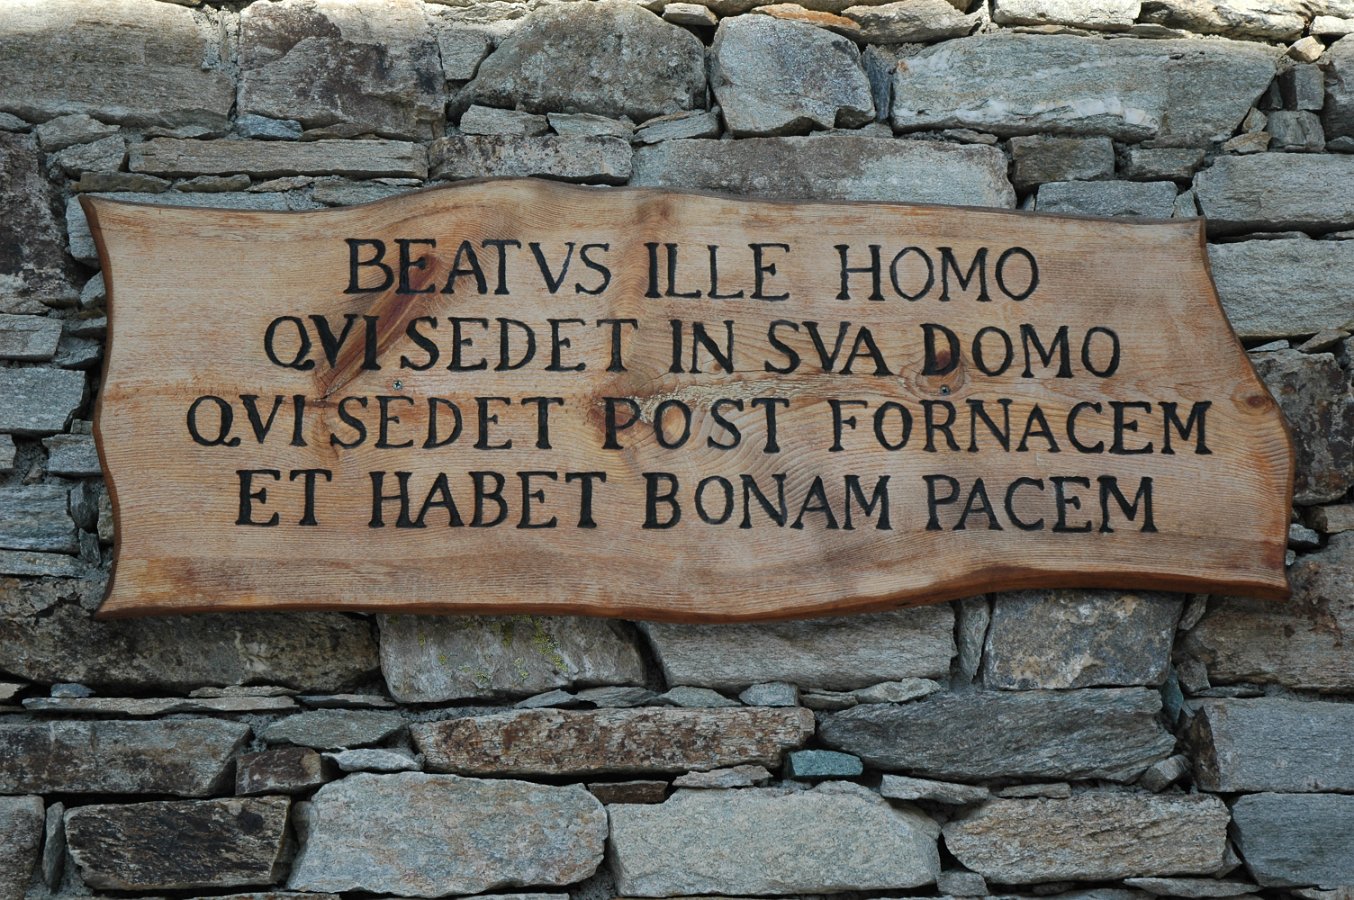 BEATVS ILLE HOMO
QVI SEDET IN SVA DOMO
QVI SEDET POST FORNACEM
ET HABET BONAM PACEM